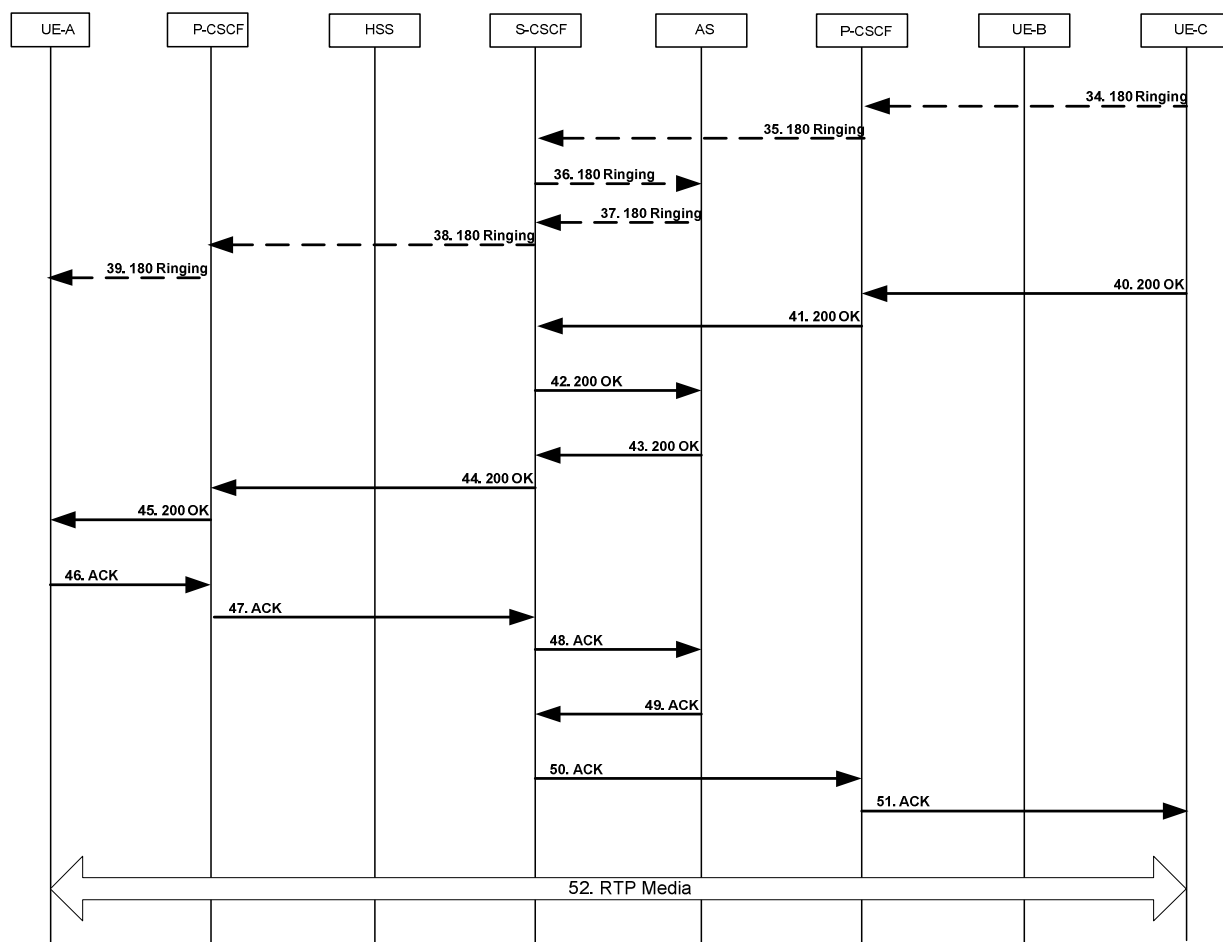 UE-A
P-CSCF
HSS
S-CSCF
AS
P-CSCF
UE-B
UE-C
34. 180 Ringing
35. 180 Ringing
36. 180 Ringing
37. 180 Ringing
38. 180 Ringing
39. 180 Ringing
40. 200 OK
41. 200 OK
42. 200 OK
43. 200 OK
44. 200 OK
45. 200 OK
46. ACK
47. ACK
48. ACK
49. ACK
50. ACK
51. ACK
52. RTP Media